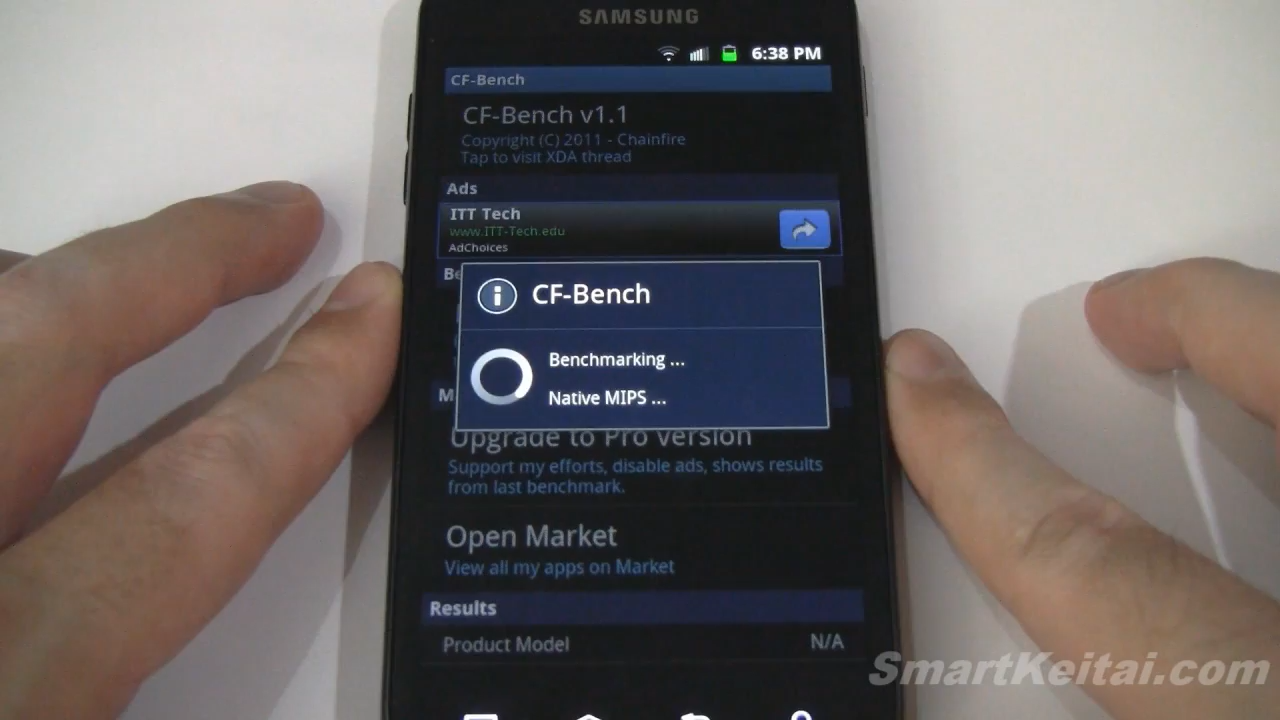 SAMSUNG
6:38 PM
CF-Bench
CF-Bench v1.1
Copyright (C) 2011 - Chainfire
Tap to visit XDA thread
Ads
ITT Tech
www.ITT-Tech.edu
AdChoices
Be
CF-Bench
Benchmarking ...
Native MIPS ...
M
Upgrade to Pro version
Support my efforts, disable ads, shows results
from last benchmark.
Open Market
View all my apps on Market
Results
Product Model N/A
SmartKeitai.com